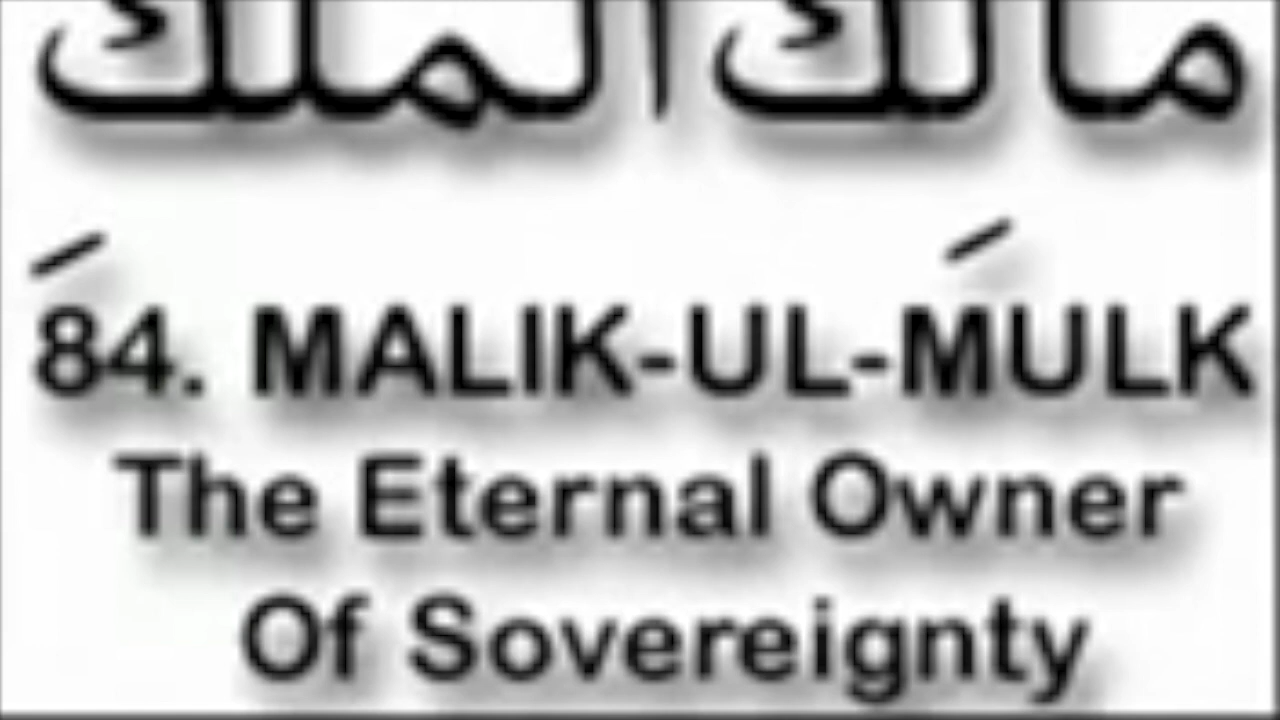 مالك الملك
84. MALIK-UL-MULK
The Eternal Owner
Of Sovereignty